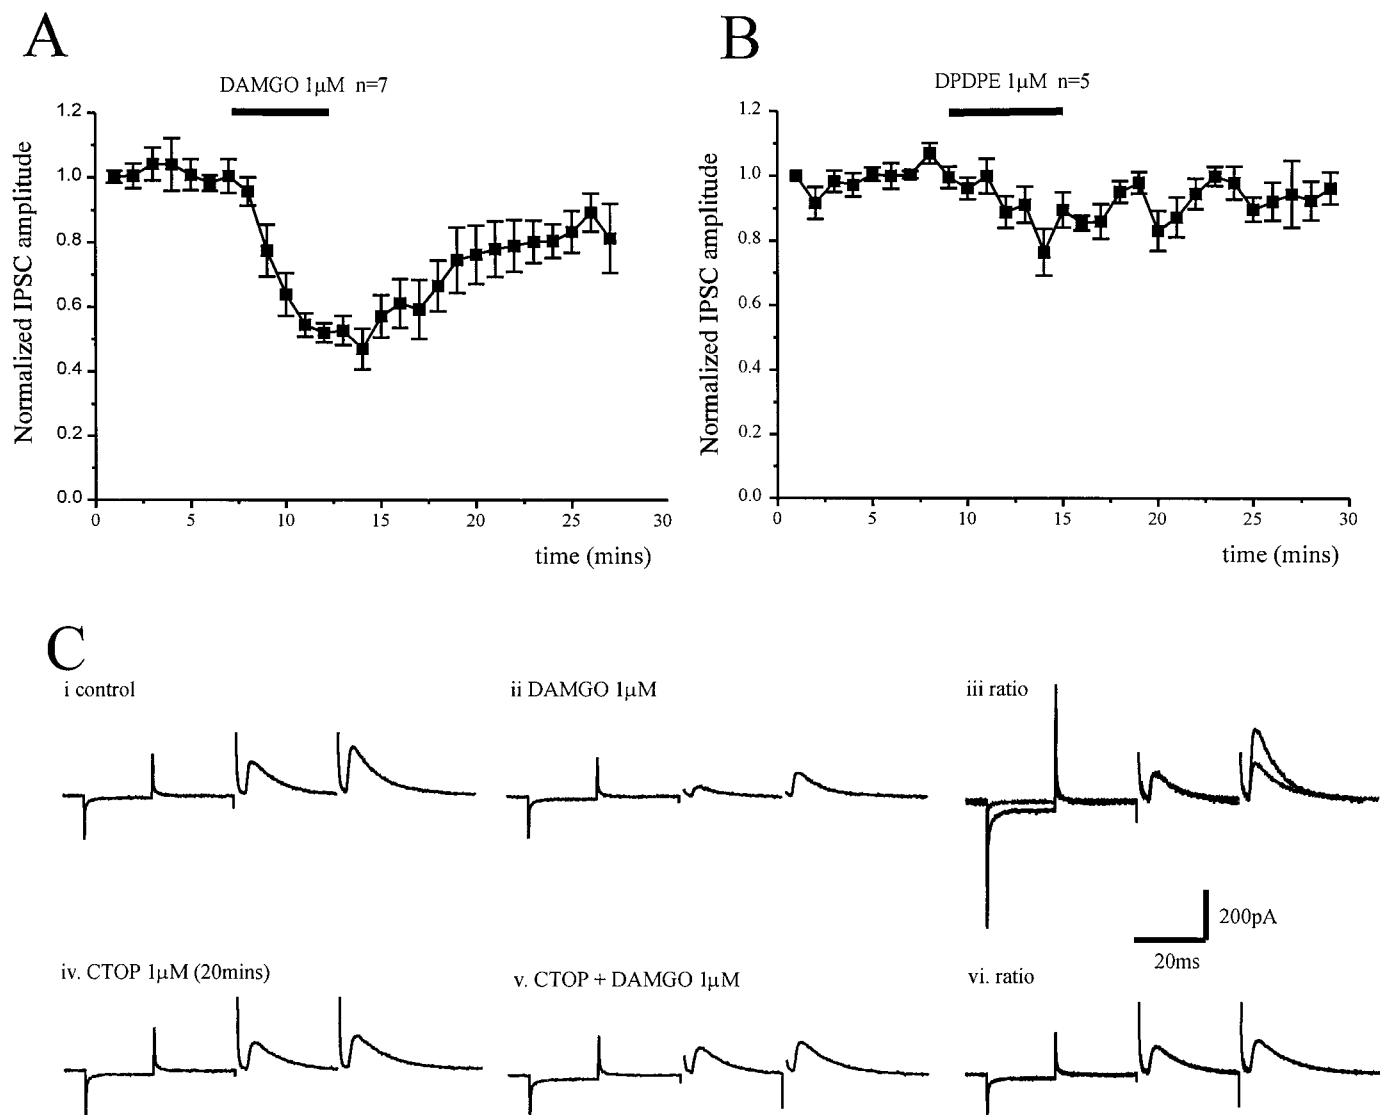 A
DAMGO 1μM n=7
1.2
1.0
0.8
0.6
0.4
0.2
0.0
Normalized IPSC amplitude
0 5 10 15 20 25 30
time (mins)
B
DPDPE 1μM n=5
1.2
1.0
0.8
0.6
0.4
0.2
0.0
Normalized IPSC amplitude
0 5 10 15 20 25 30
time (mins)
C
i control
ii DAMGO 1μM
iii ratio
200pA
20ms
iv. CTOP 1μM (20mins)
v. CTOP + DAMGO 1μM
vi. ratio